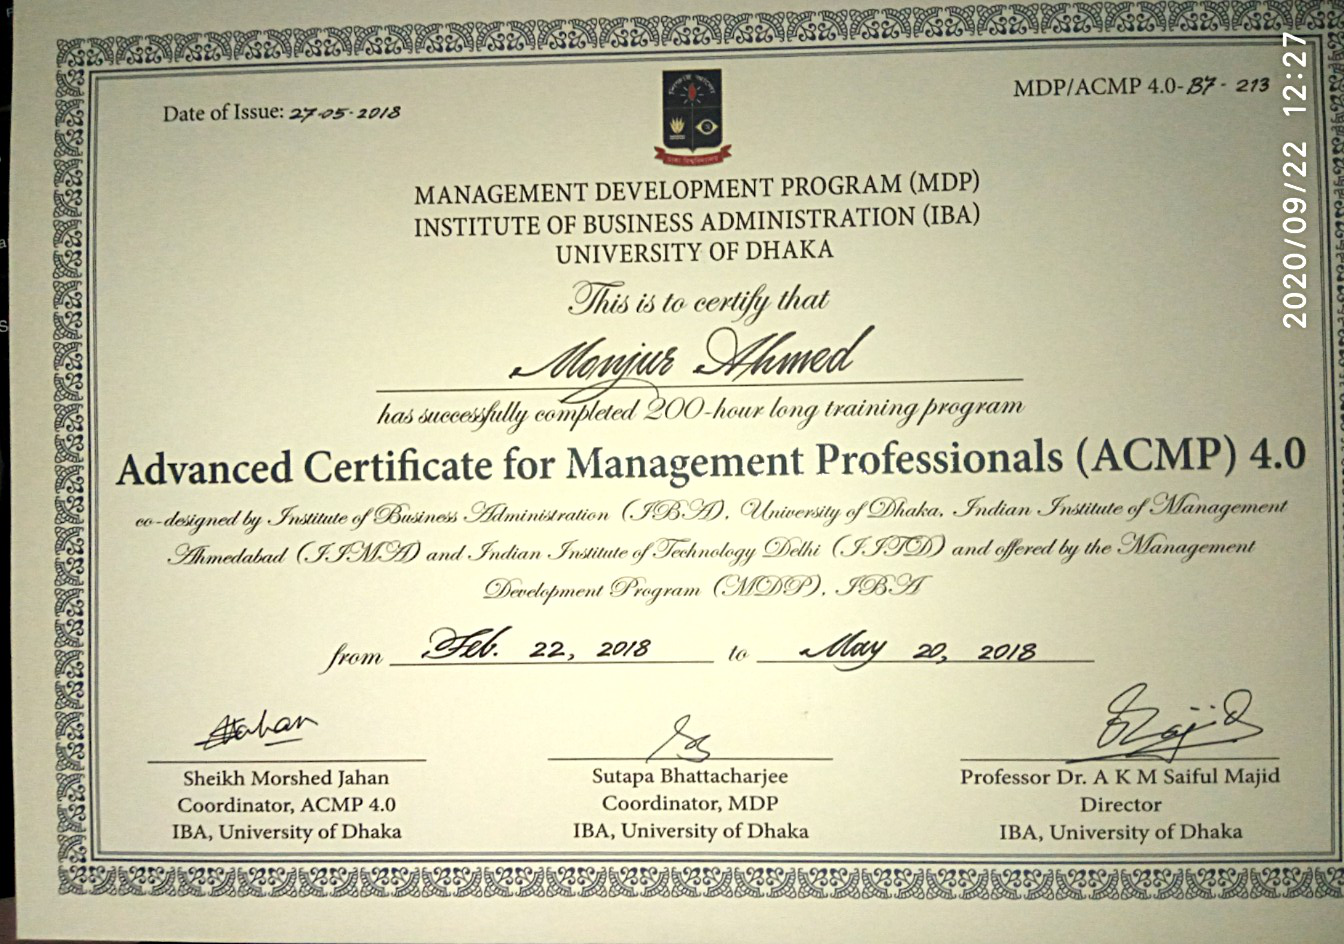 Date of Issue: 27-05-2018
MDP/ACMP 4.0-B7-213
MANAGEMENT DEVELOPMENT PROGRAM (MDP)
INSTITUTE OF BUSINESS ADMINISTRATION (IBA)
UNIVERSITY OF DHAKA
This is to certify that
Monjur Ahmed
has successfully completed 200-hour long training program
Advanced Certificate for Management Professionals (ACMP) 4.0
co-designed by Institute of Business Administration (IBA), University of Dhaka, Indian Institute of Management
Ahmedabad (IIMA) and Indian Institute of Technology Delhi (IITD) and offered by the Management
Development Program (MDP), IBA
from Feb. 22, 2018 to May 20, 2018
Sheikh Morshed Jahan
Coordinator, ACMP 4.0
IBA, University of Dhaka
Sutapa Bhattacharjee
Coordinator, MDP
IBA, University of Dhaka
Professor Dr. A K M Saiful Majid
Director
IBA, University of Dhaka
2020/09/22 12:27